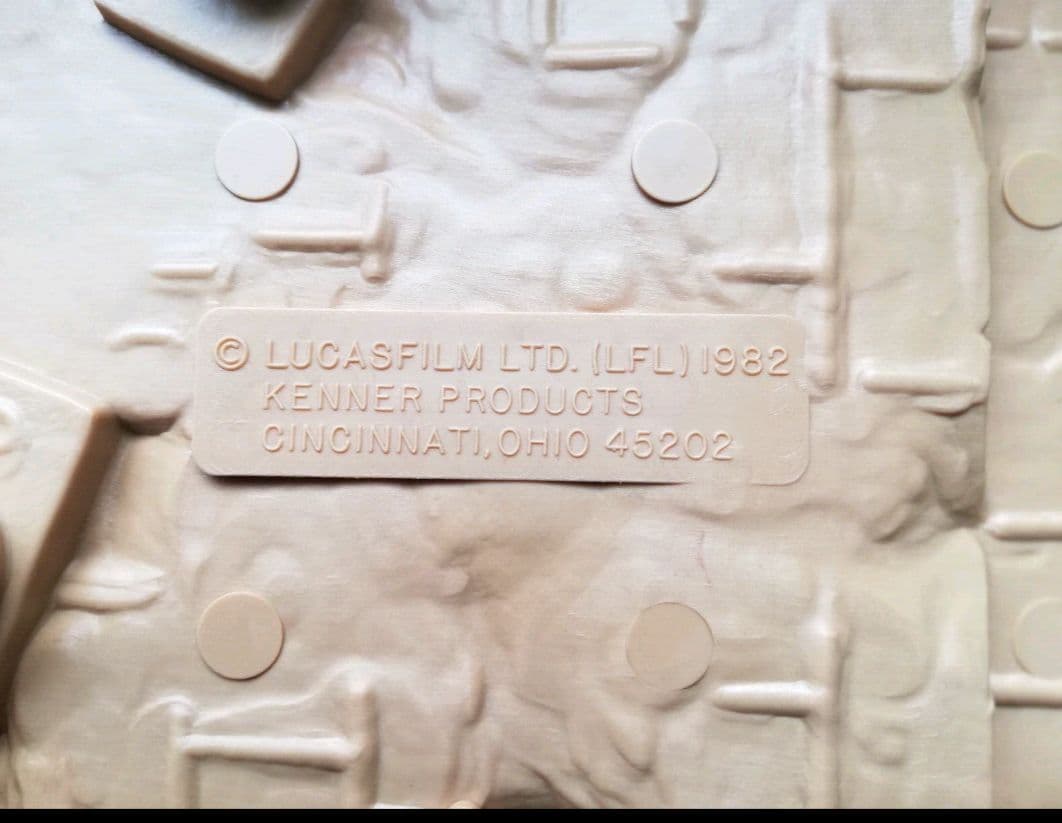 © LUCASFILM LTD. (LFL) 1982
KENNER PRODUCTS
CINCINNATI, OHIO 45202